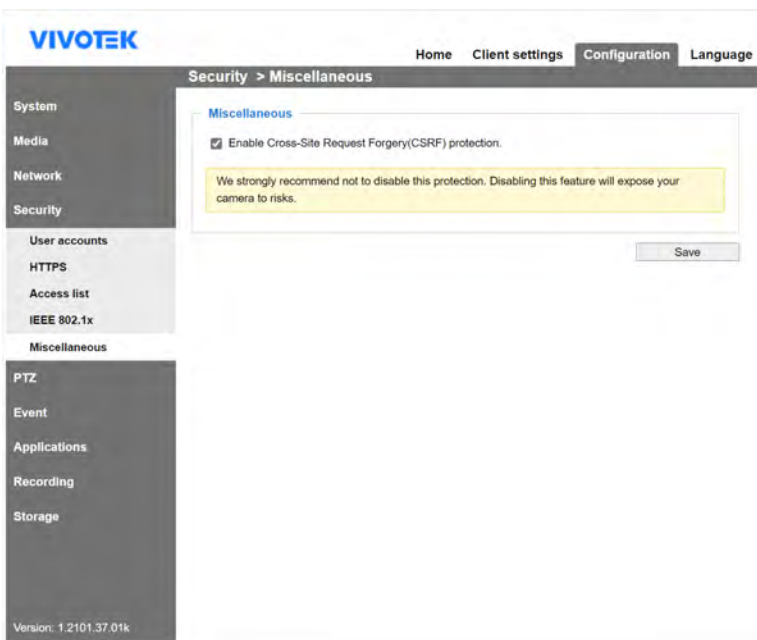 VIVOTEK
Home Client settings Configuration Language
Security > Miscellaneous
System
Media
Network
Security
User accounts
HTTPS
Access list
IEEE 802.1x
Miscellaneous
PTZ
Event
Applications
Recording
Storage
Version: 1.2101.37.01k
Miscellaneous
Enable Cross-Site Request Forgery(CSRF) protection.
We strongly recommend not to disable this protection. Disabling this feature will expose your
camera to risks.
Save